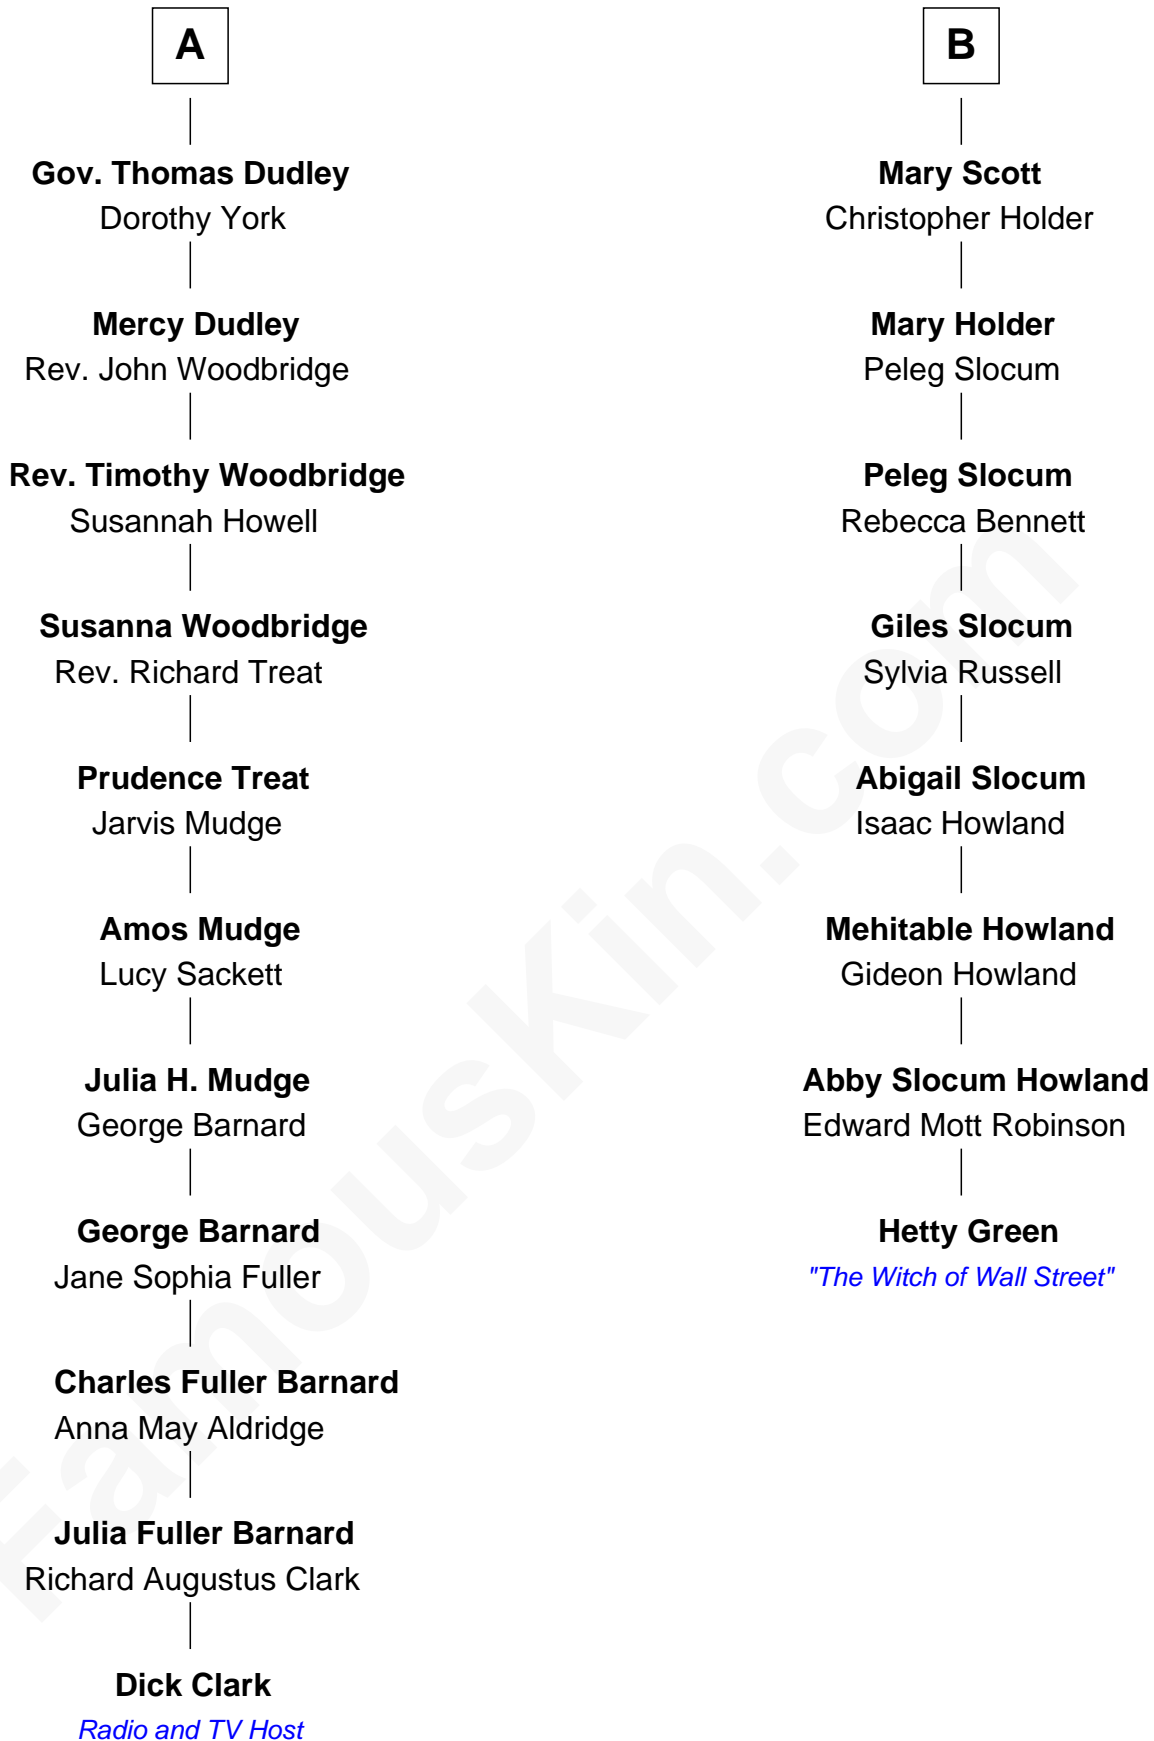 A
Gov. Thomas Dudley
Dorothy York
Mercy Dudley
Rev. John Woodbridge
Rev. Timothy Woodbridge
Susannah Howell
Susanna Woodbridge
Rev. Richard Treat
Prudence Treat
Jarvis Mudge
Amos Mudge
Lucy Sackett
Julia H. Mudge
George Barnard
George Barnard
Jane Sophia Fuller
Charles Fuller Barnard
Anna May Aldridge
Julia Fuller Barnard
Richard Augustus Clark
Dick Clark
Radio and TV Host
B
Mary Scott
Christopher Holder
Mary Holder
Peleg Slocum
Peleg Slocum
Rebecca Bennett
Giles Slocum
Sylvia Russell
Abigail Slocum
Isaac Howland
Mehitable Howland
Gideon Howland
Abby Slocum Howland
Edward Mott Robinson
Hetty Green
"The Witch of Wall Street"
FamousKin.com